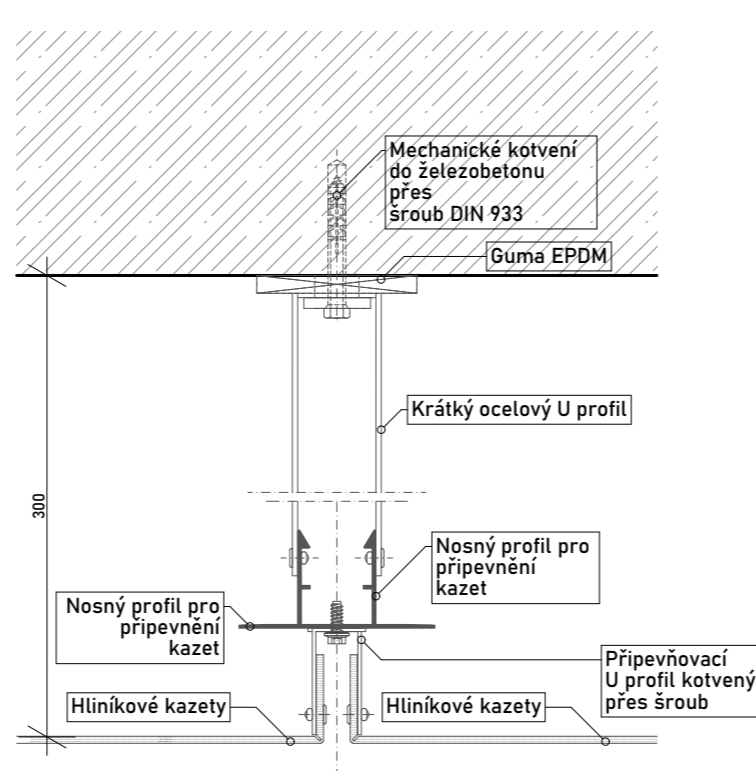 Mechanické kotvení
do železobetonu
přes
šroub DIN 933
Guma EPDM
Krátký ocelový U profil
300
Nosný profil pro
připevnění
kazet
Nosný profil pro
připevnění
kazet
Připevňovací
U profil kotvený
přes šroub
Hliníkové kazety
Hliníkové kazety